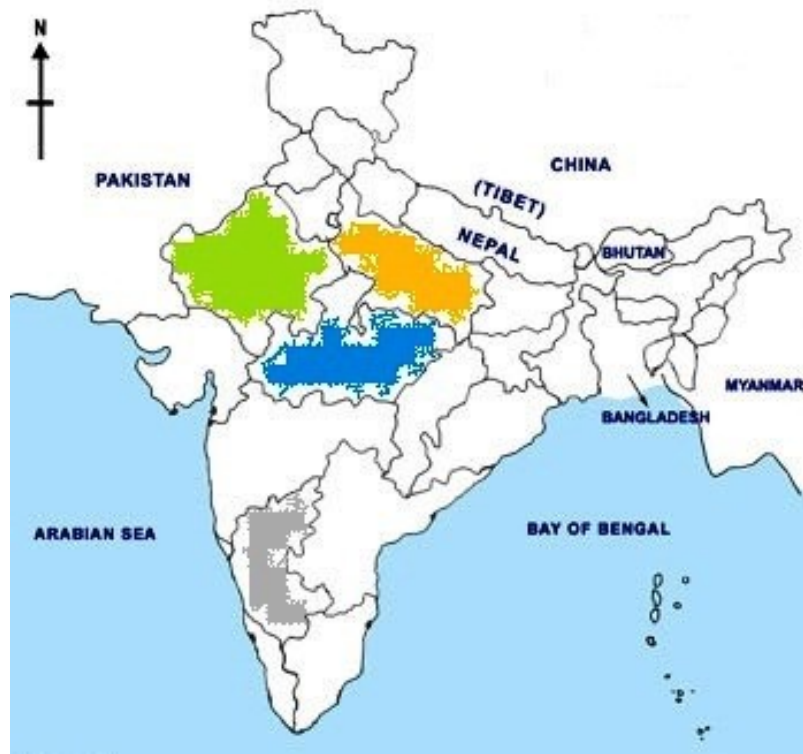 N
CHINA
PAKISTAN
(TIBET)
NEPAL
BHUTAN
MYANMAR
BANGLADESH
ARABIAN SEA
BAY OF BENGAL